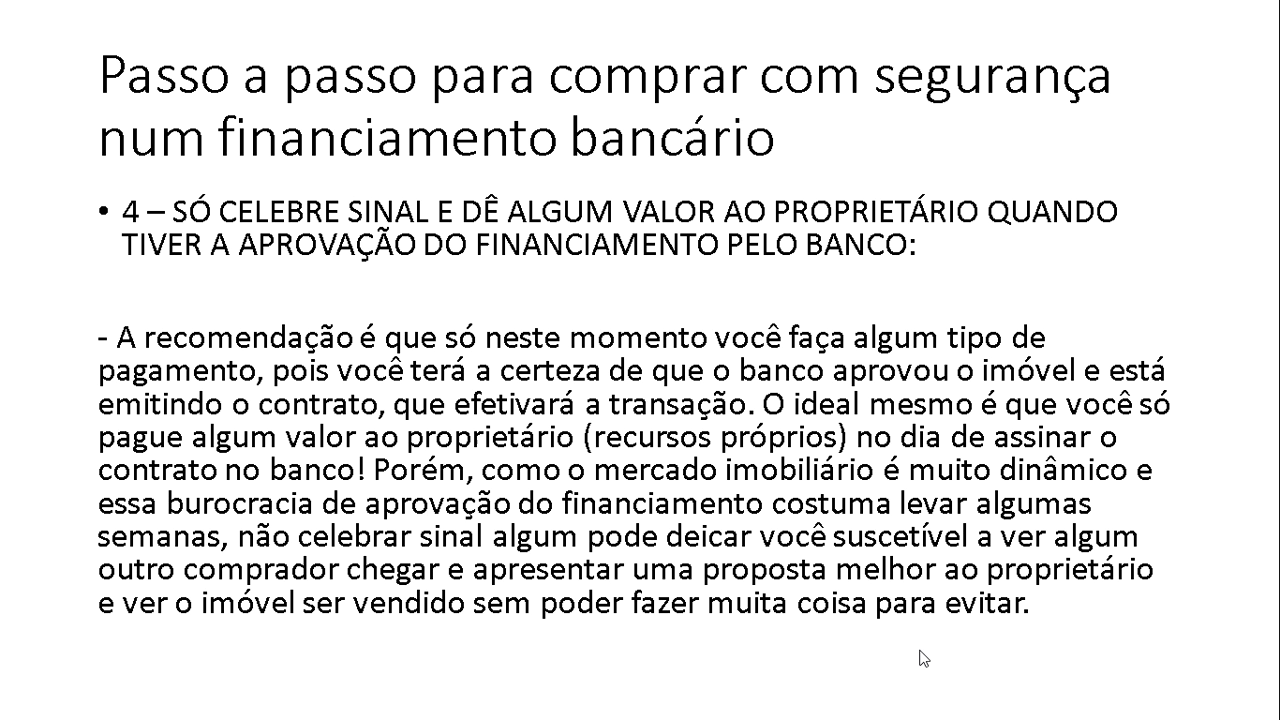 Passo a passo para comprar com segurança
num financiamento bancário
• 4 – SÓ CELEBRE SINAL E DÊ ALGUM VALOR AO PROPRIETÁRIO QUANDO
TIVER A APROVAÇÃO DO FINANCIAMENTO PELO BANCO:
- A recomendação é que só neste momento você faça algum tipo de
pagamento, pois você terá a certeza de que o banco aprovou o imóvel e está
emitindo o contrato, que efetivará a transação. O ideal mesmo é que você só
pague algum valor ao proprietário (recursos próprios) no dia de assinar o
contrato no banco! Porém, como o mercado imobiliário é muito dinâmico e
essa burocracia de aprovação do financiamento costuma levar algumas
semanas, não celebrar sinal algum pode deicar você suscetível a ver algum
outro comprador chegar e apresentar uma proposta melhor ao proprietário
e ver o imóvel ser vendido sem poder fazer muita coisa para evitar.